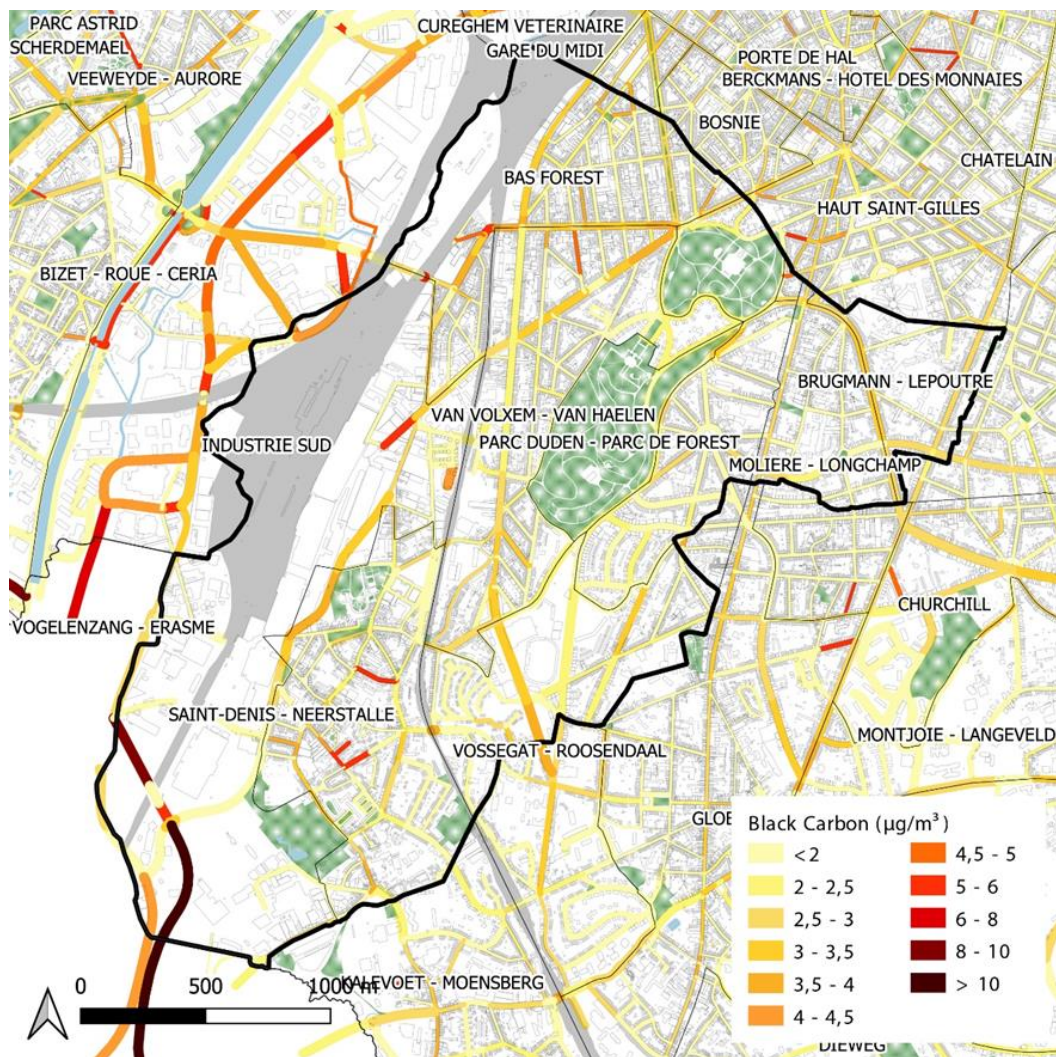 PARC ASTRID
SCHERDEMAEL
VEEWEYDE - AURORE
CUREGHEM VETERINAIRE
GARE DU MIDI
PORTE DE HAL
BERCKMANS - HOTEL DES MONNAIES
BOSNIE
CHATELAIN
BAS FOREST
HAUT SAINT-GILLES
BIZET - ROUE - CERIA
BRUGMANN - LEPOUTRE
VAN VOLXEM - VAN HAELEN
INDUSTRIE SUD
PARC DUDEN - PARC DE FOREST
MOLIERE - LONGCHAMP
CHURCHILL
VOGELENZANG - ERASME
SAINT-DENIS - NEERSTALLE
MONTJOIE - LANGEVELD
VOSSEGAT - ROOSENDAAL
GLOB
KALEVOET - MOENSBERG
DIEWEG
0 500 1000 m
Black Carbon (µg/m³)
<2
2 - 2,5
2,5 - 3
3 - 3,5
3,5 - 4
4 - 4,5
4,5 - 5
5 - 6
6 - 8
8 - 10
> 10